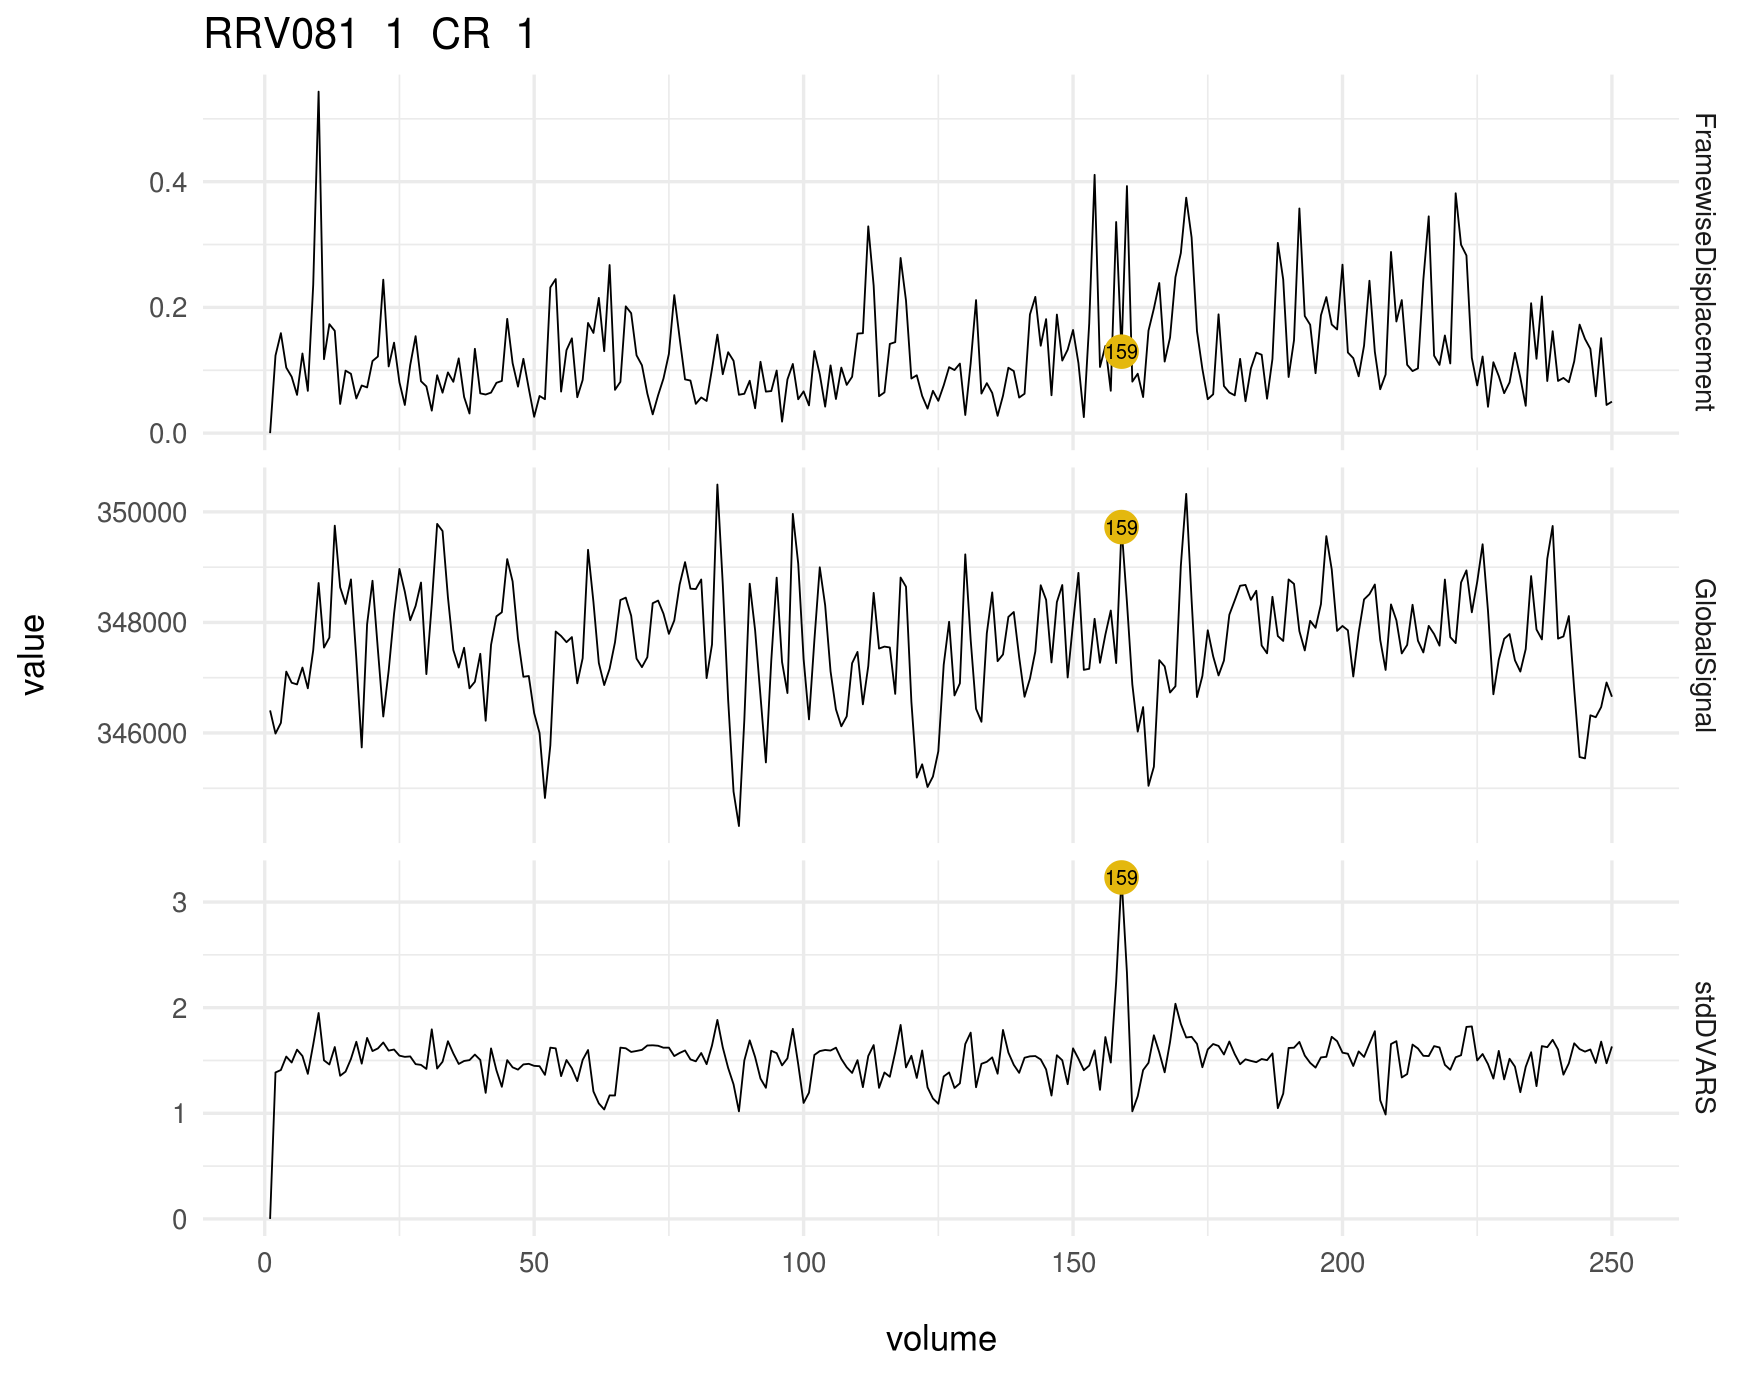 RRV081 1 CR 1
value
0.4
0.2
0.0
159
FramewiseDisplacement
350000
348000
346000
159
GlobalSignal
3
2
1
0
159
stdDVARS
0 50 100 150 200 250
volume